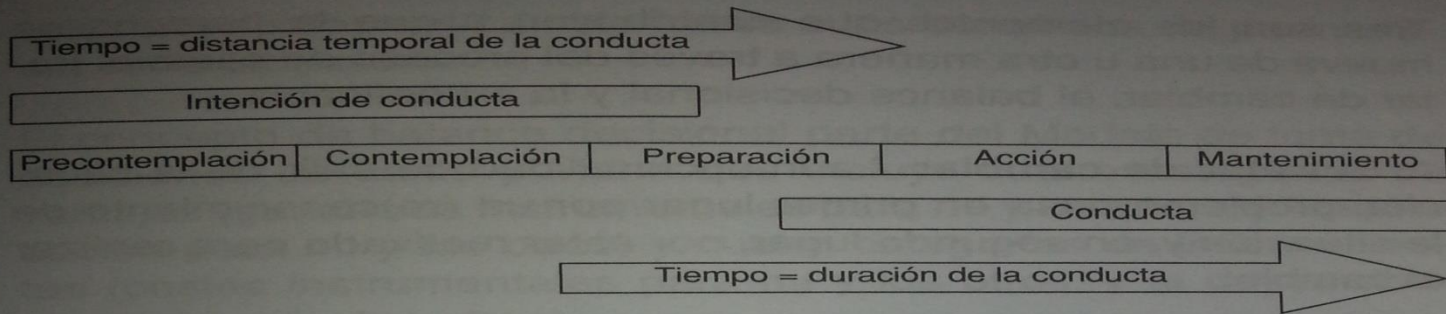 Tiempo = distancia temporal de la conducta
Intención de conducta
Precontemplación Contemplación Preparación Acción Mantenimiento
Conducta
Tiempo = duración de la conducta